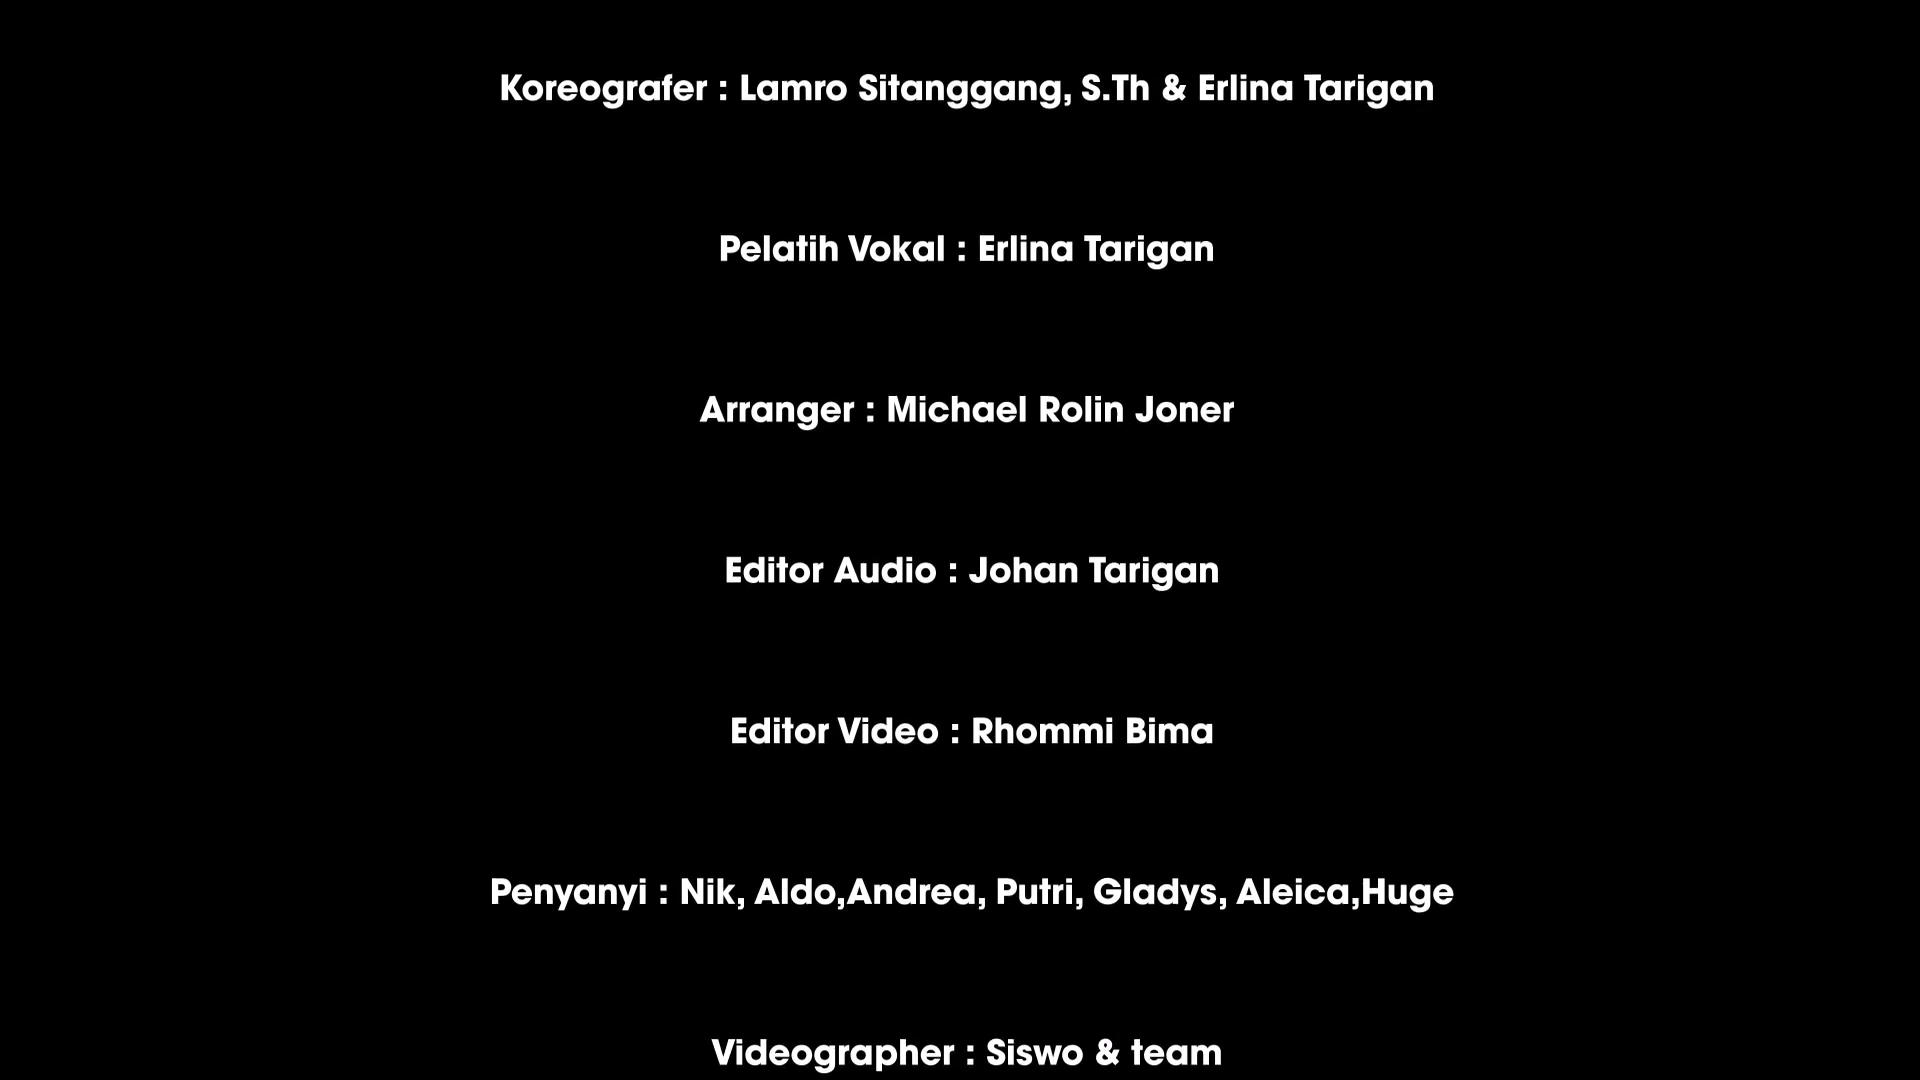 Koreografer : Lamro Sitanggang, S.Th & Erlina Tarigan
Pelatih Vokal : Erlina Tarigan
Arranger : Michael Rolin Joner
Editor Audio : Johan Tarigan
Editor Video : Rhommi Bima
Penyanyi : Nik, Aldo,Andrea, Putri, Gladys, Aleica,Huge
Videographer : Siswo & team